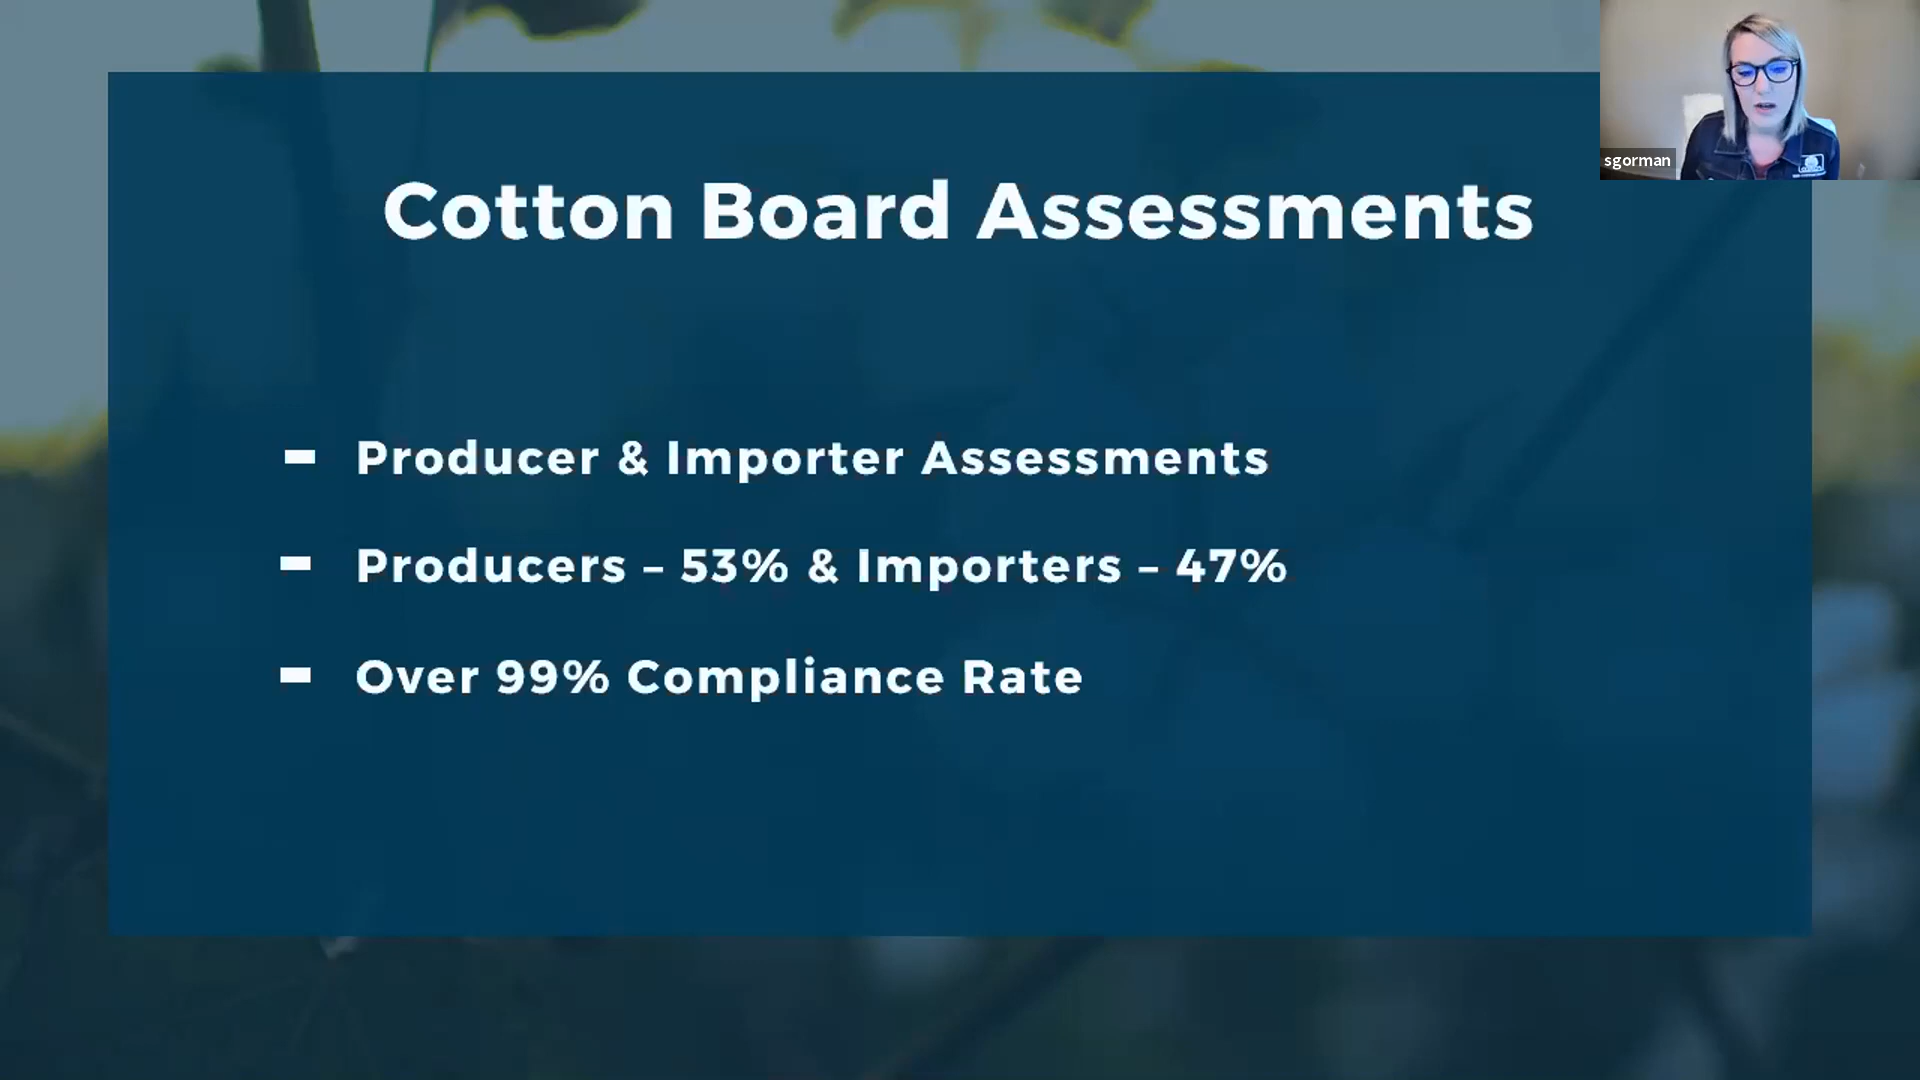 sgorman
Cotton Board Assessments
- Producer & Importer Assessments
- Producers – 53% & Importers – 47%
- Over 99% Compliance Rate